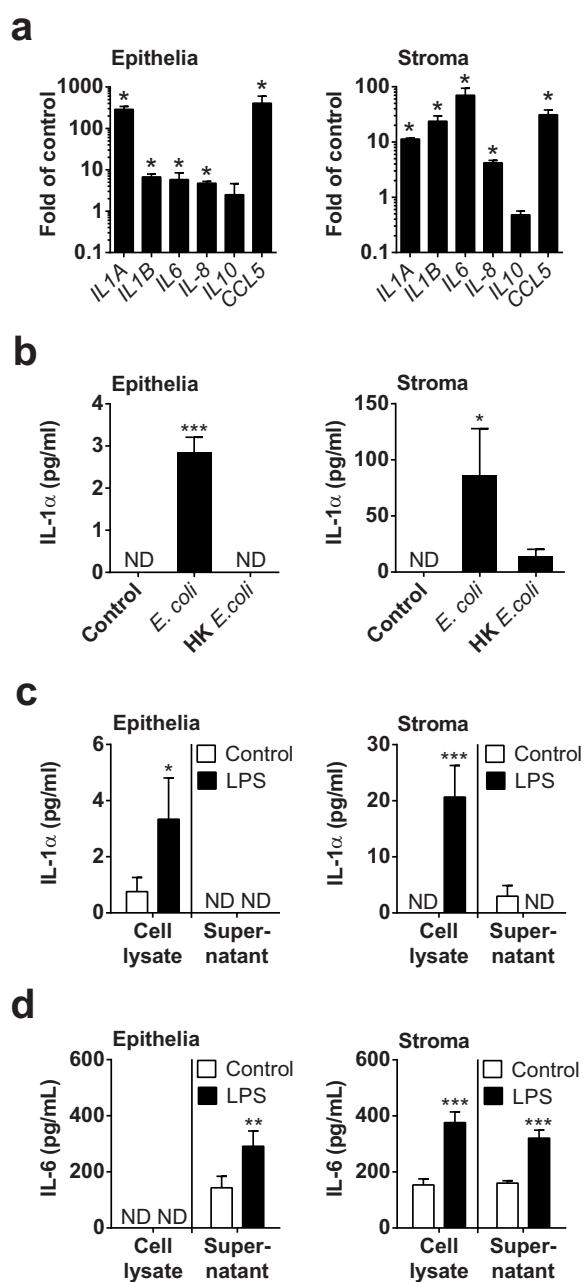 a
Epithelia
Fold of control
1000
100
10
1
0.1
*
*
*
*
*
IL1A
IL1B
IL6
IL-8
IL10
CCL5
Stroma
Fold of control
100
10
1
0.1
*
*
*
*
*
IL1A
IL1B
IL6
IL-8
IL10
CCL5
b
Epithelia
IL-1α (pg/ml)
4
3
2
1
0
ND
***
ND
Control
E. coli
HK E.coli
Stroma
IL-1α (pg/ml)
150
100
50
0
ND
*
Control
E. coli
HK E.coli
c
Epithelia
Control
LPS
IL-1α (pg/ml)
6
4
2
0
*
ND ND
Cell
lysate
Super-
natant
Stroma
Control
LPS
IL-1α (pg/ml)
30
20
10
0
ND
***
ND
Cell
lysate
Super-
natant
d
Epithelia
Control
LPS
IL-6 (pg/mL)
600
400
200
0
ND ND
**
Cell
lysate
Super-
natant
Stroma
Control
LPS
IL-6 (pg/mL)
600
400
200
0
***
***
Cell
lysate
Super-
natant